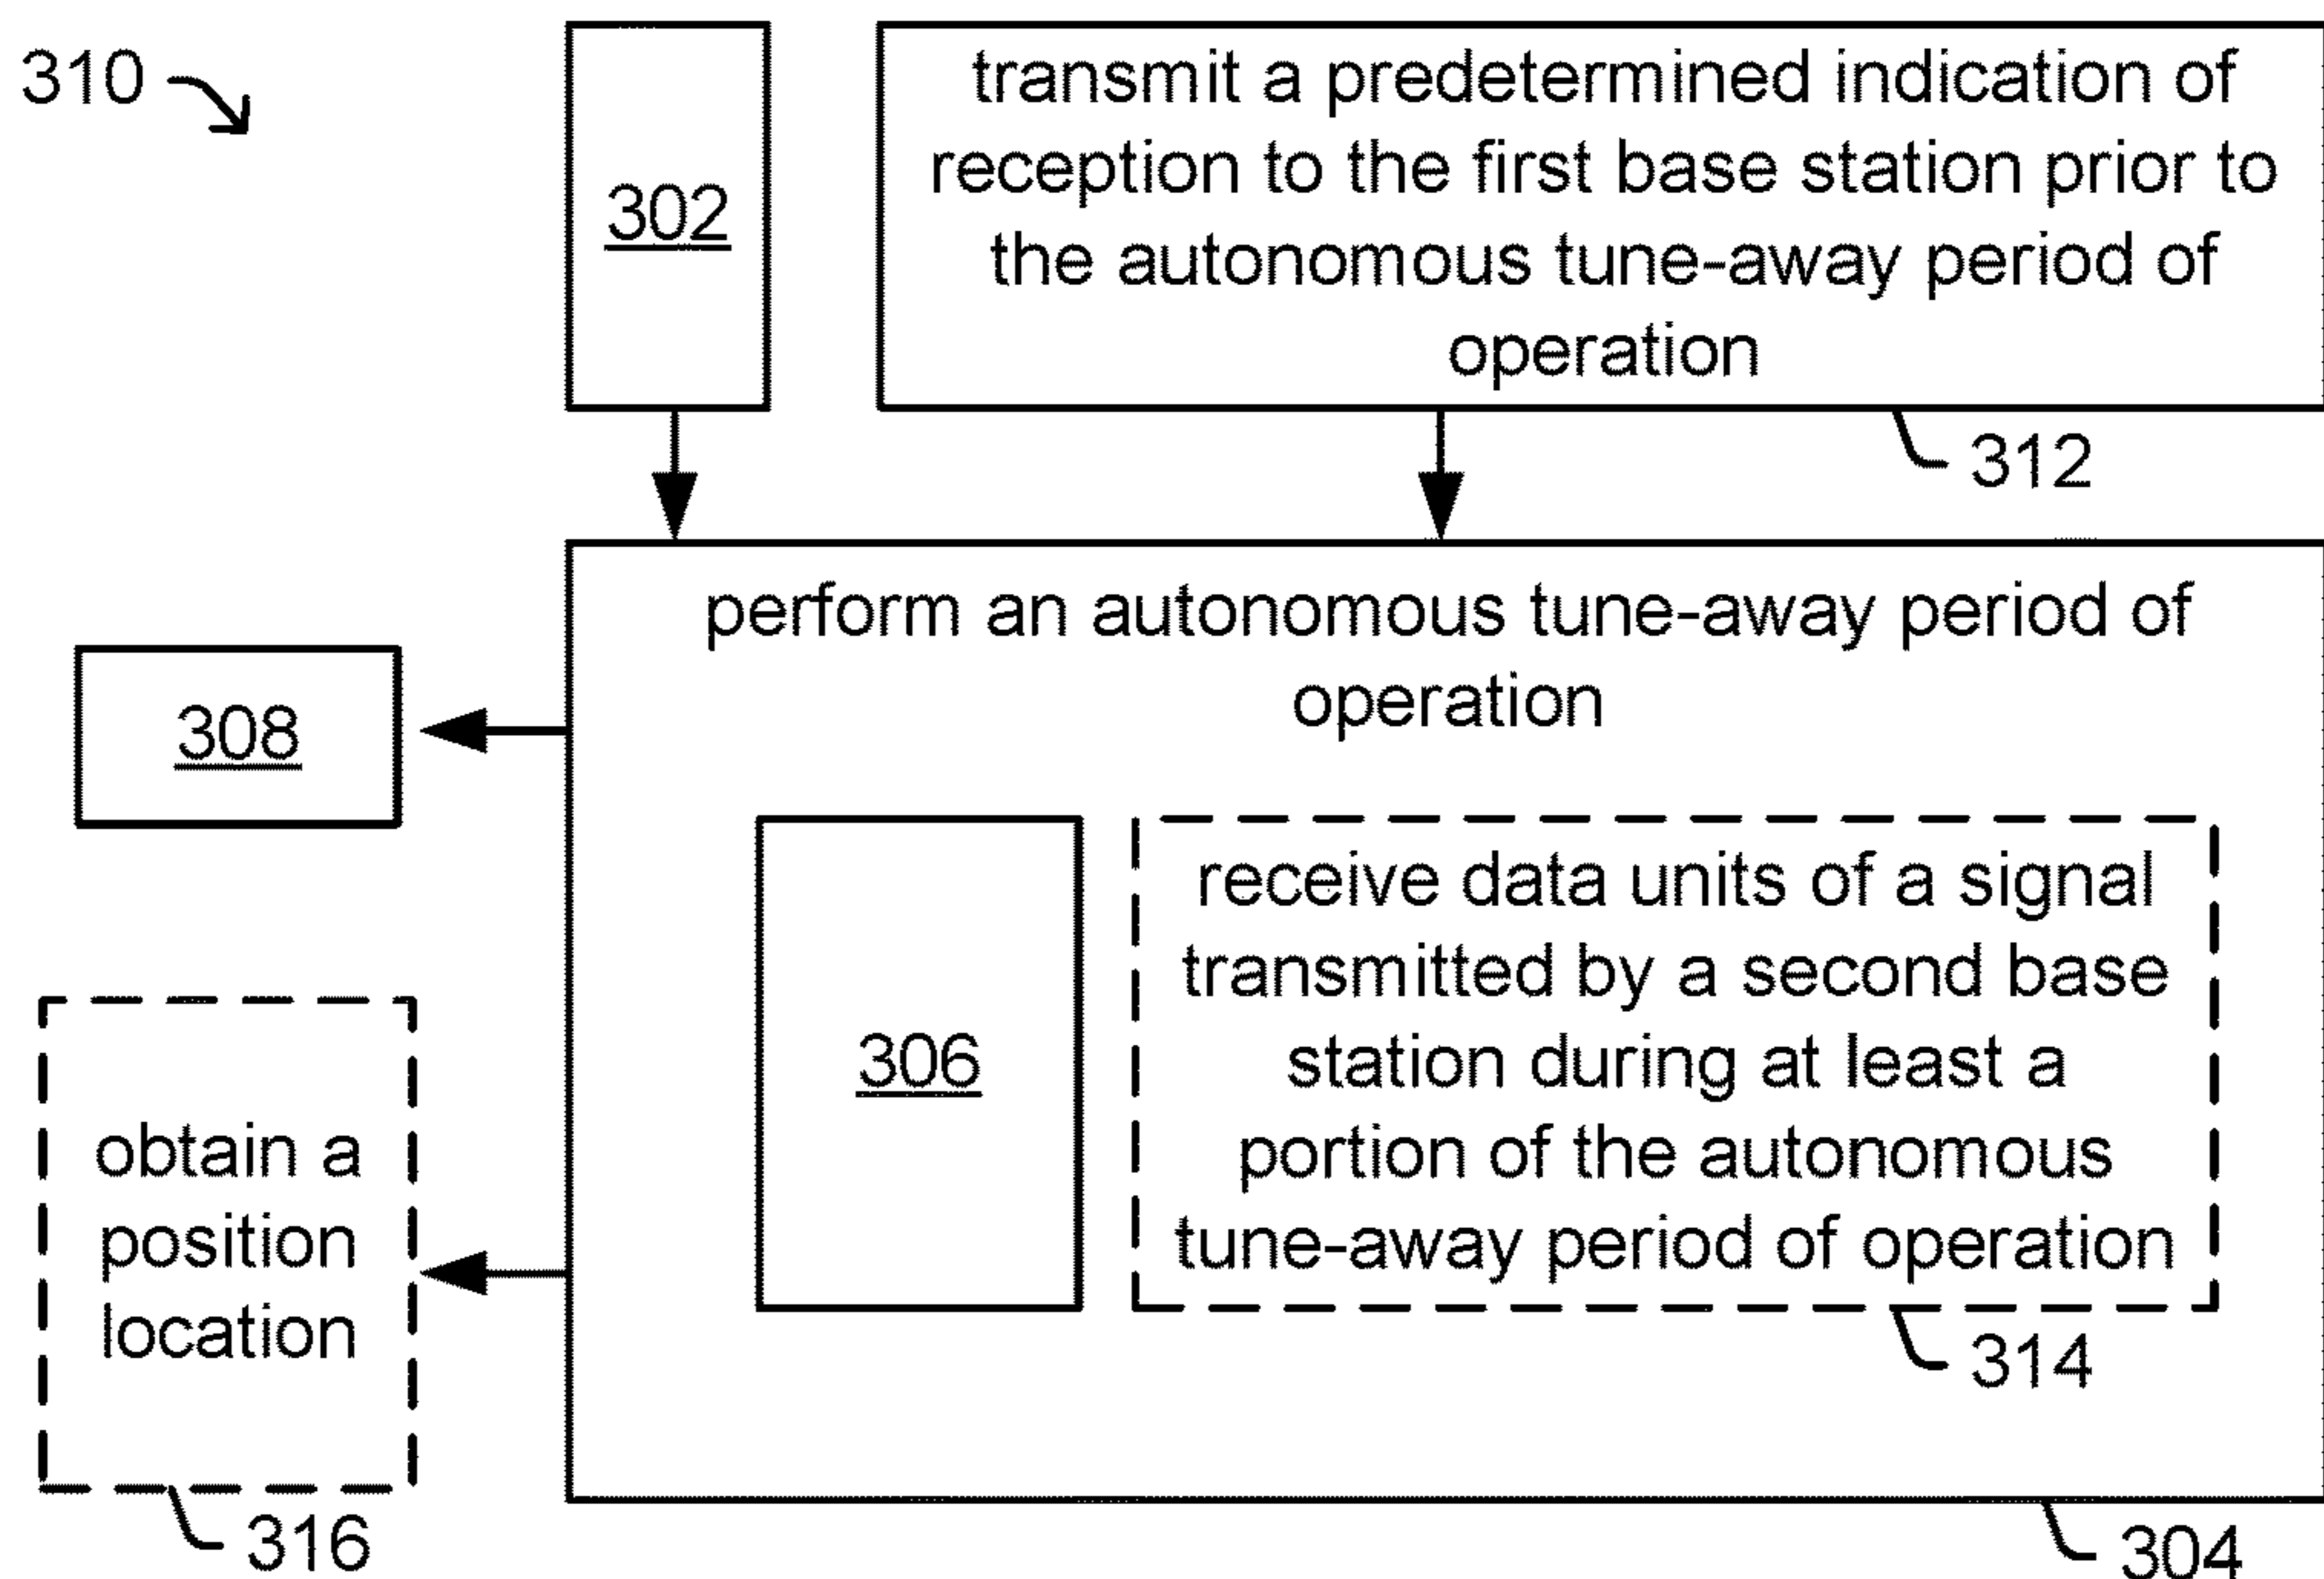 310
302
transmit a predetermined indication of
reception to the first base station prior to
the autonomous tune-away period of
operation
312
perform an autonomous tune-away period of
operation
308
306
receive data units of a signal
transmitted by a second base
station during at least a
portion of the autonomous
tune-away period of operation
314
obtain a
position
location
316
304